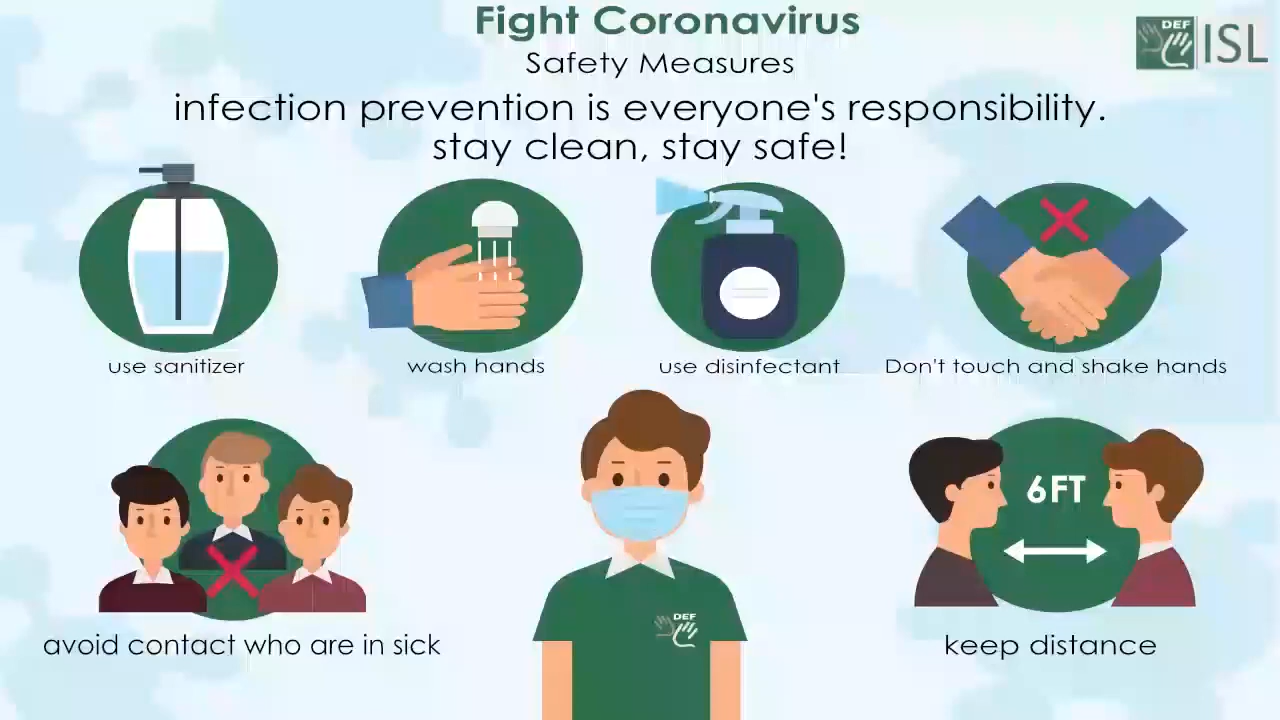 Fight Coronavirus
DEF
ISL
Safety Measures
infection prevention is everyone's responsibility.
stay clean, stay safe!
use sanitizer
wash hands
use disinfectant
Don't touch and shake hands
6FT
DEF
avoid contact who are in sick
keep distance